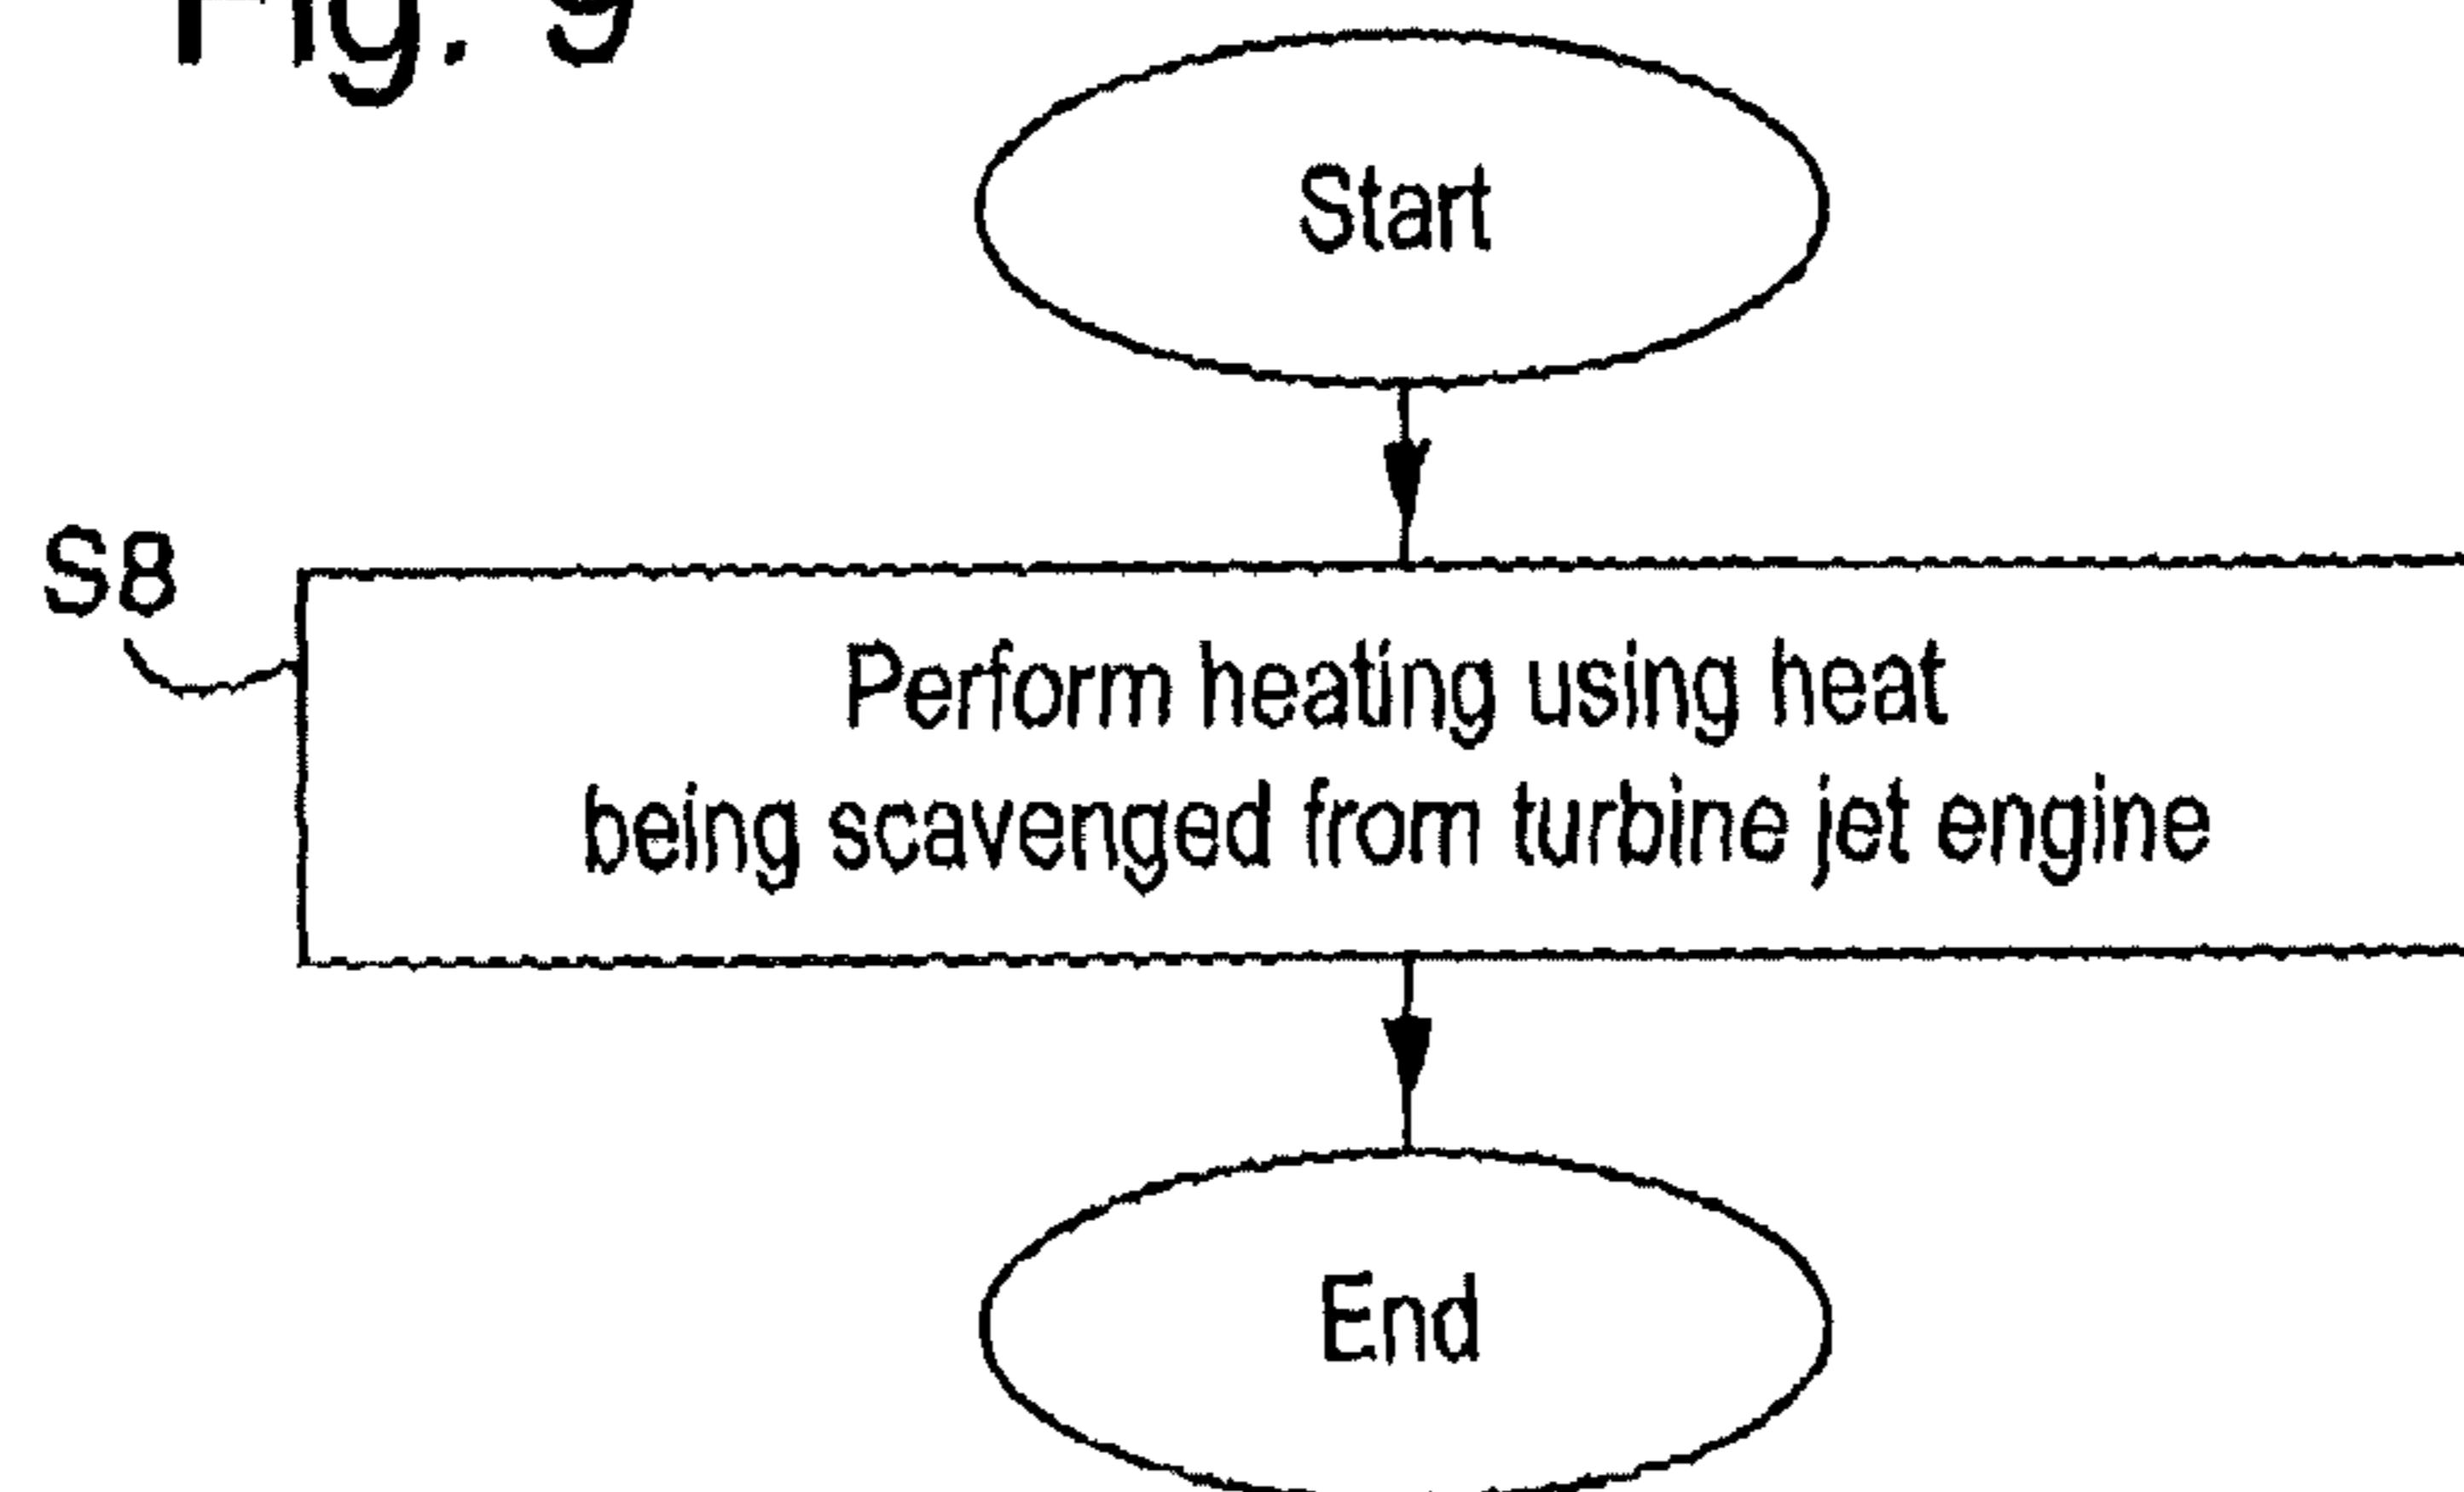 Fig. 9
Start
S8
Perform heating using heat
being scavenged from turbine jet engine
End